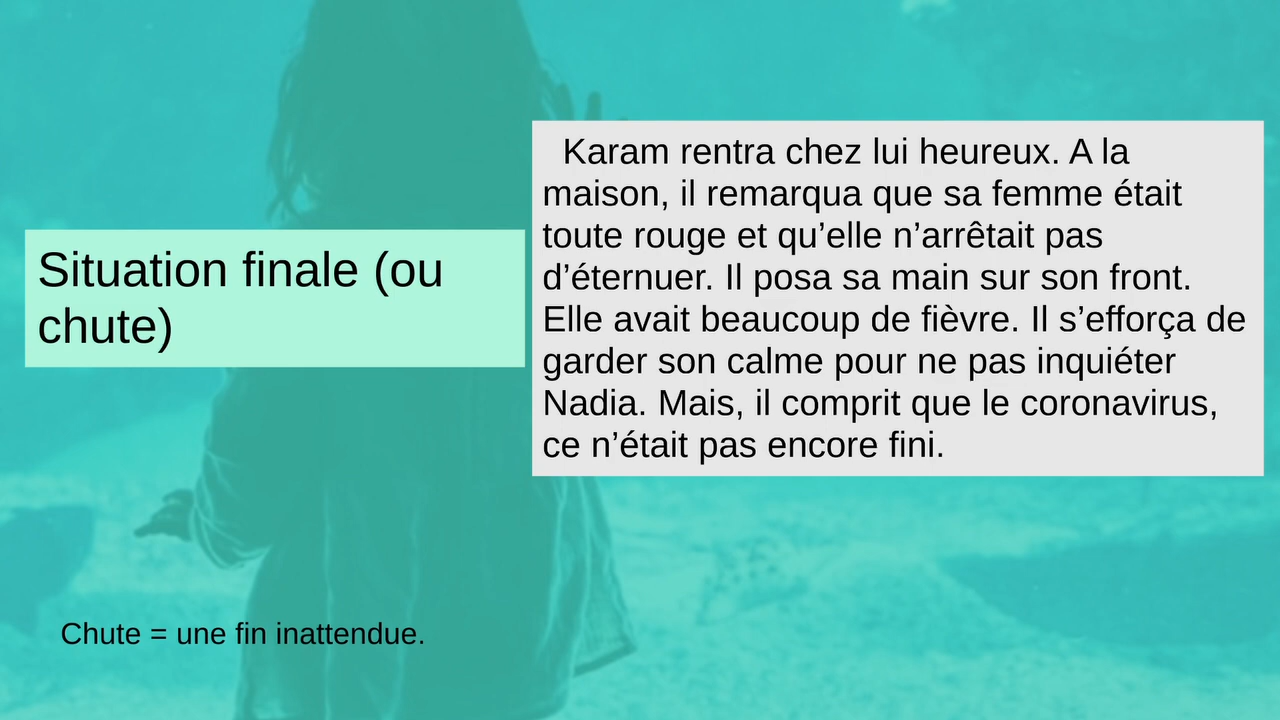 Situation finale (ou
chute)
Karam rentra chez lui heureux. A la
maison, il remarqua que sa femme était
toute rouge et qu’elle n’arrêtait pas
d’éternuer. Il posa sa main sur son front.
Elle avait beaucoup de fièvre. Il s’efforça de
garder son calme pour ne pas inquiéter
Nadia. Mais, il comprit que le coronavirus,
ce n’était pas encore fini.
Chute = une fin inattendue.